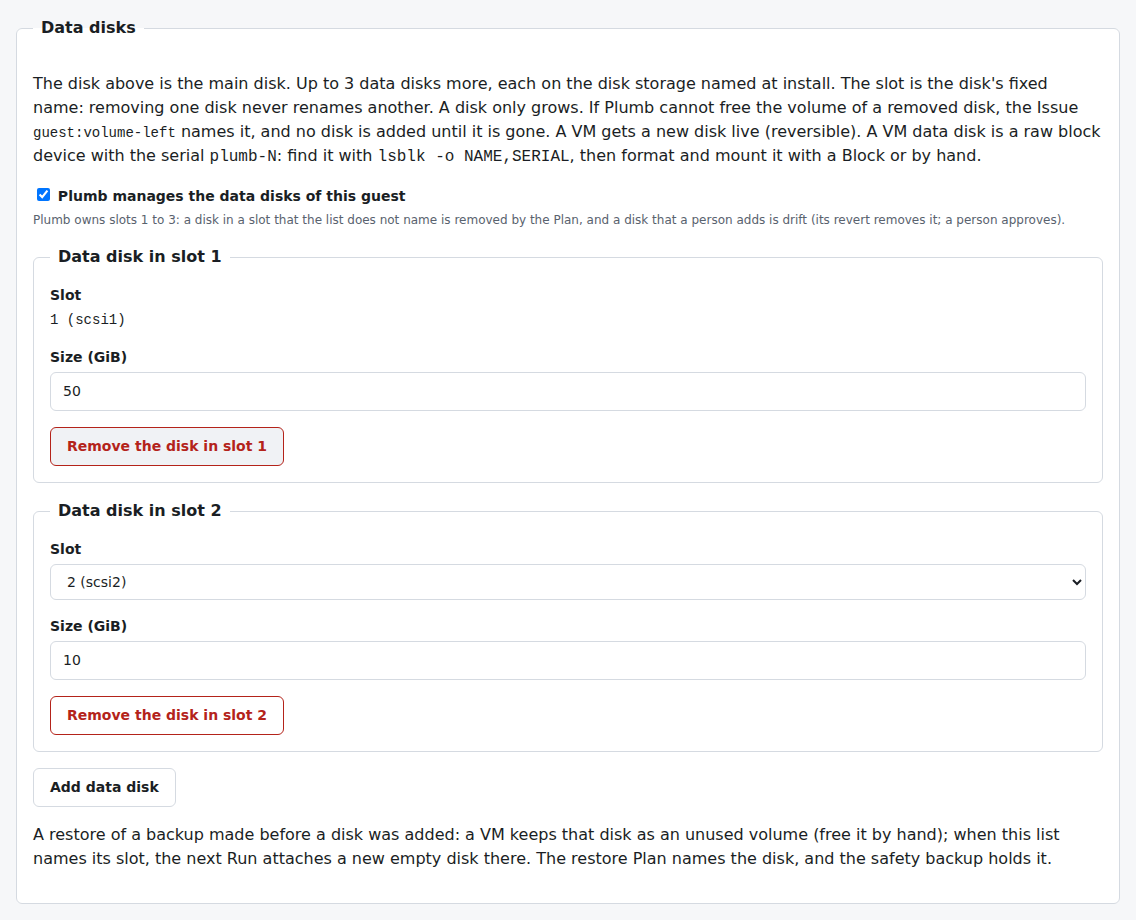 Data disks
The disk above is the main disk. Up to 3 data disks more, each on the disk storage named at install. The slot is the disk's fixed
name: removing one disk never renames another. A disk only grows. If Plumb cannot free the volume of a removed disk, the Issue
guest:volume-left names it, and no disk is added until it is gone. A VM gets a new disk live (reversible). A VM data disk is a raw block
device with the serial plumb-N: find it with lsblk -o NAME,SERIAL, then format and mount it with a Block or by hand.
Plumb manages the data disks of this guest
Plumb owns slots 1 to 3: a disk in a slot that the list does not name is removed by the Plan, and a disk that a person adds is drift (its revert removes it; a person approves).
Data disk in slot 1
Slot
1 (scsi1)
Size (GiB)
50
Remove the disk in slot 1
Data disk in slot 2
Slot
2 (scsi2)
Size (GiB)
10
Remove the disk in slot 2
Add data disk
A restore of a backup made before a disk was added: a VM keeps that disk as an unused volume (free it by hand); when this list
names its slot, the next Run attaches a new empty disk there. The restore Plan names the disk, and the safety backup holds it.